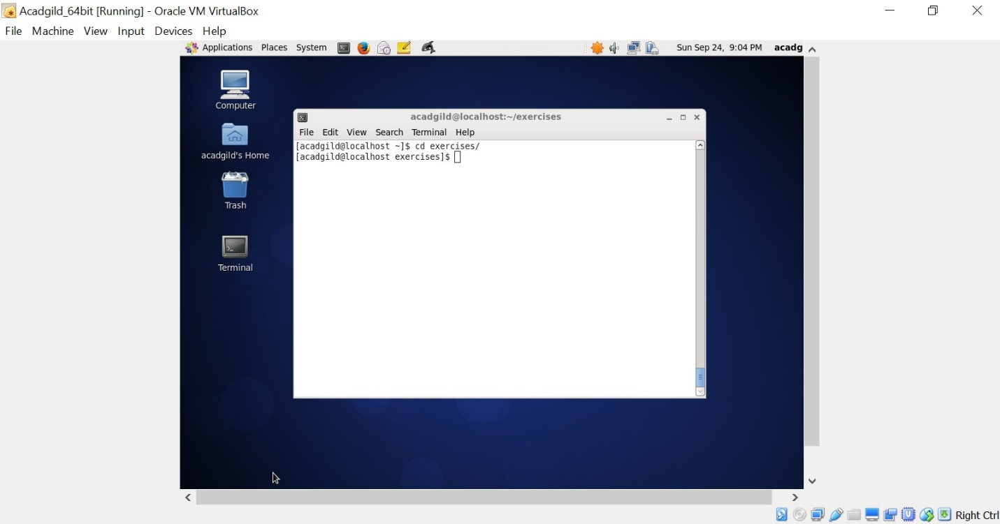 Acadgild_64bit [Running] - Oracle VM VirtualBox
File Machine View Input Devices Help
Applications Places System Sun Sep 24, 9:04 PM acadg
Computer
acadgild's Home
Trash
Terminal
acadgild@localhost:~/exercises
File Edit View Search Terminal Help
[acadgild@localhost ~]$ cd exercises/
[acadgild@localhost exercises]$
Right Ctrl